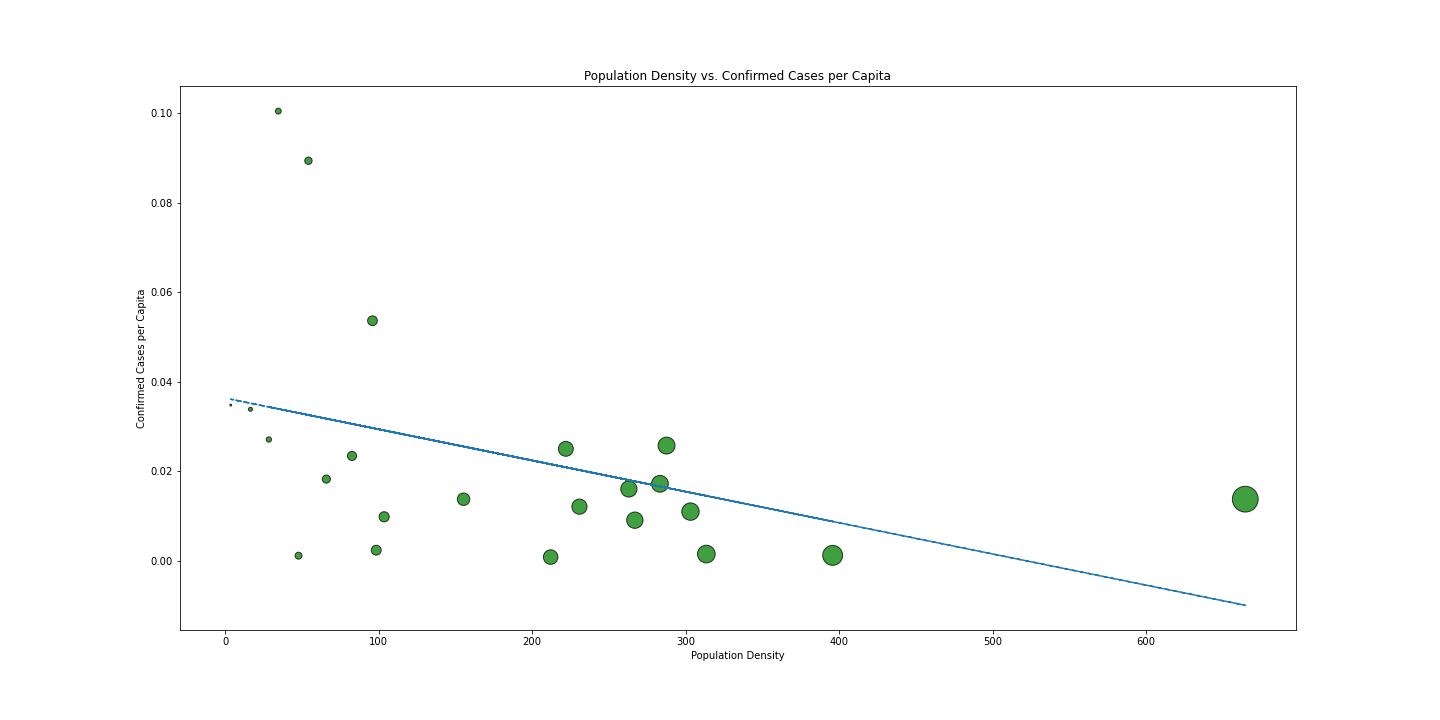 Population Density vs. Confirmed Cases per Capita
0.10
0.08
0.06
0.04
0.02
0.00
Confirmed Cases per Capita
0 100 200 300 400 500 600
Population Density